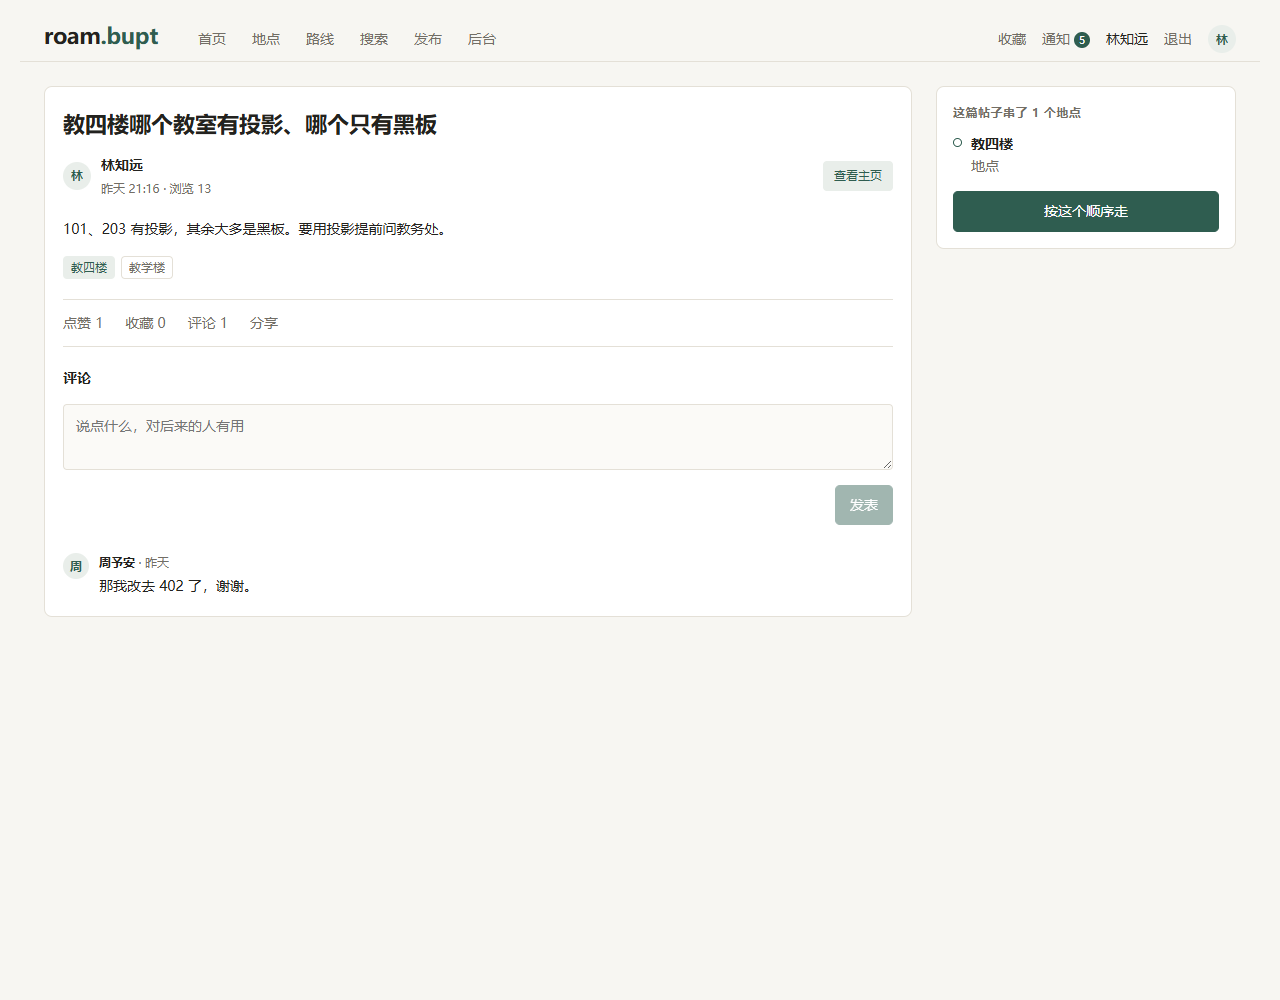 roam.bupt 首页 地点 路线 搜索 发布 后台 收藏 通知 5 林知远 退出 林
教四楼哪个教室有投影、哪个只有黑板
林
林知远
昨天 21:16 · 浏览 13
查看主页
101、203 有投影，其余大多是黑板。要用投影提前问教务处。
教四楼 教学楼
点赞 1 收藏 0 评论 1 分享
评论
说点什么，对后来的人有用
发表
周
周予安 · 昨天
那我改去 402 了，谢谢。
这篇帖子串了 1 个地点
教四楼
地点
按这个顺序走